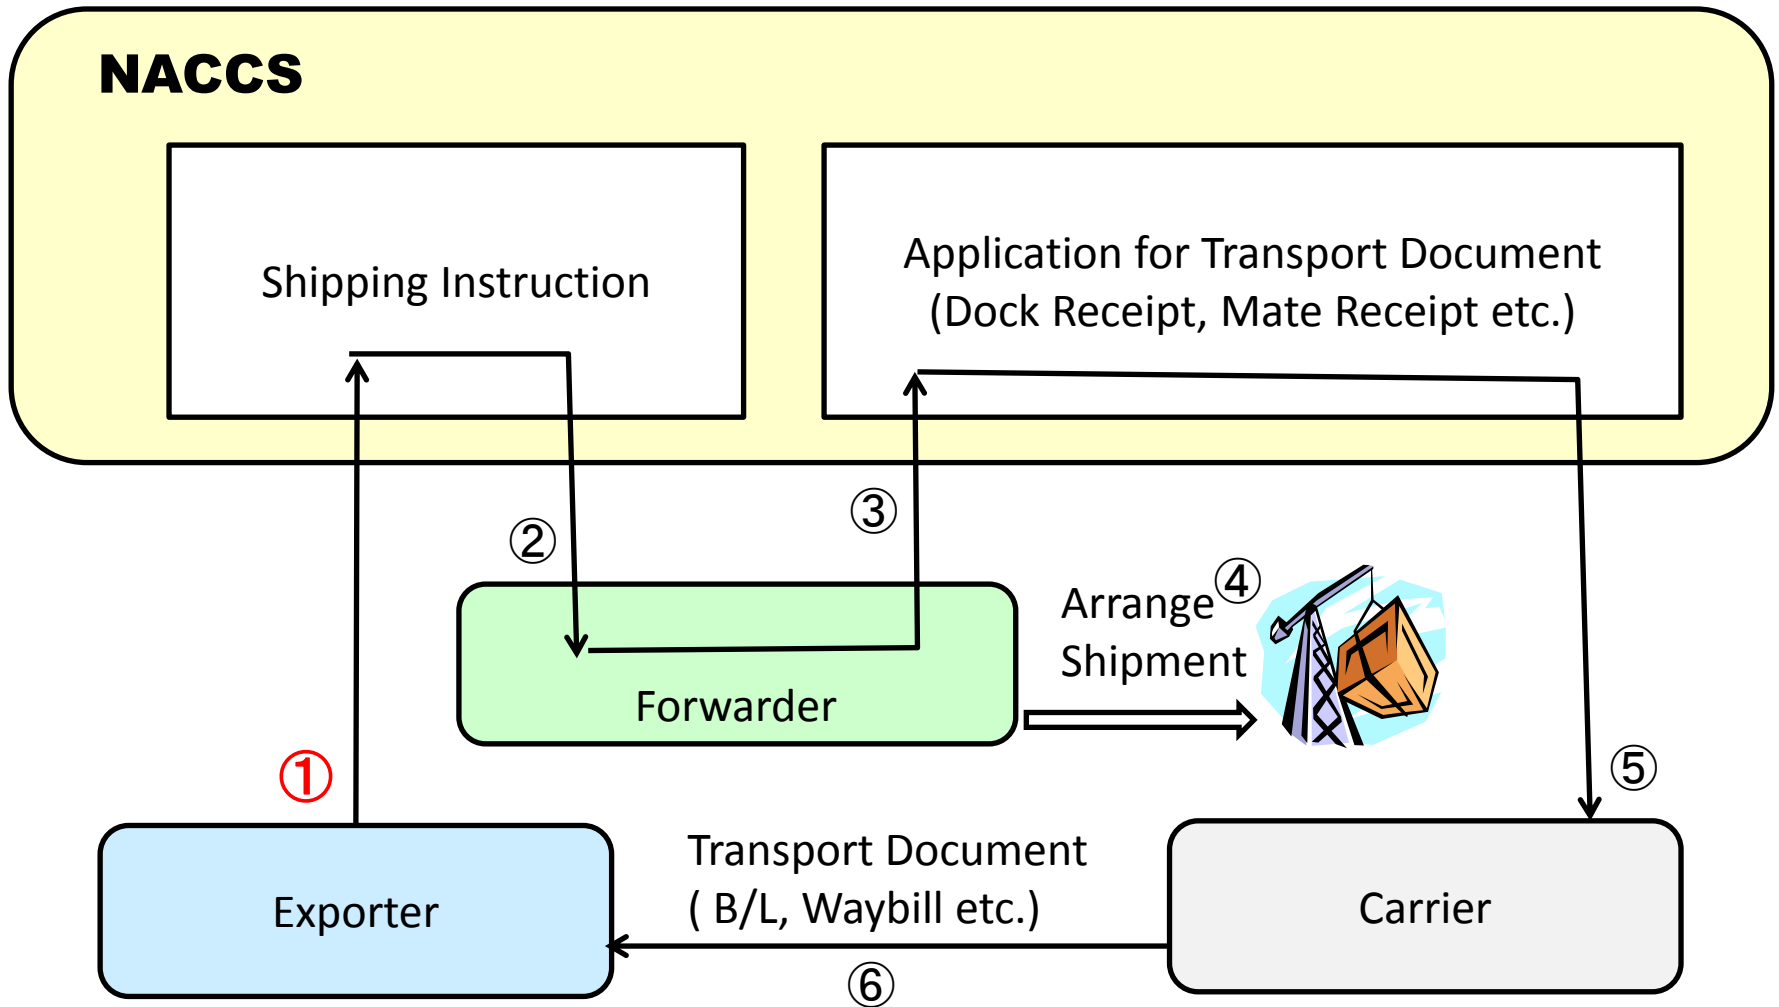 NACCS
Shipping Instruction
Application for Transport Document
(Dock Receipt, Mate Receipt etc.)
②
③
Arrange④
Shipment
Forwarder
①
⑤
Exporter
Transport Document
( B/L, Waybill etc.)
Carrier
⑥